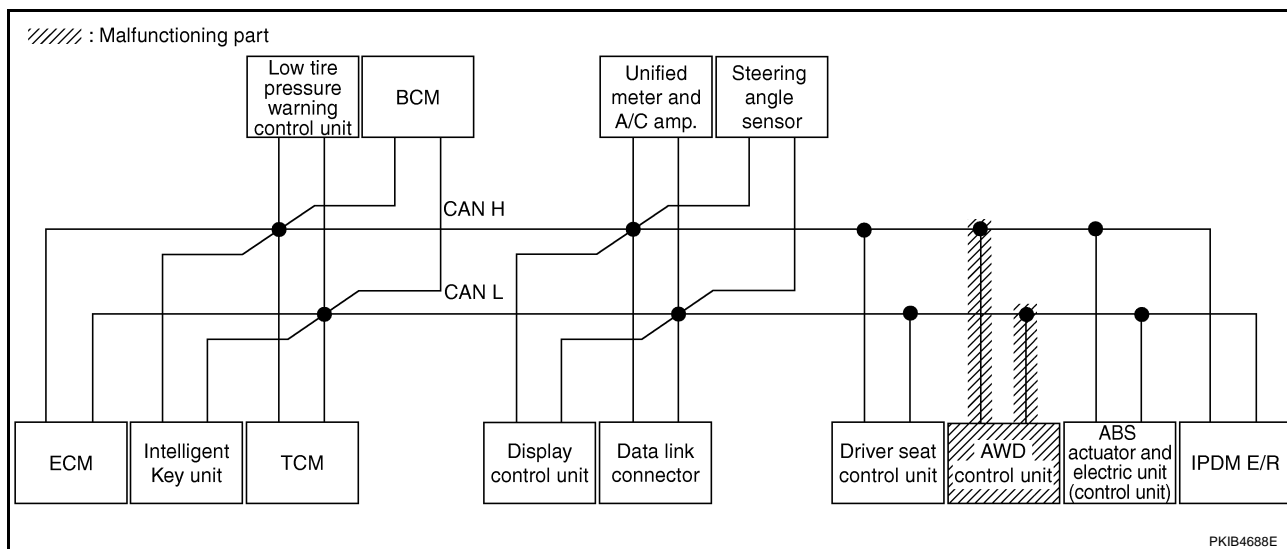 : Malfunctioning part
Low tire
pressure
warning
control unit
BCM
Unified
meter and
A/C amp.
Steering
angle
sensor
CAN H
CAN L
ECM
Intelligent
Key unit
TCM
Display
control unit
Data link
connector
Driver seat
control unit
AWD
control unit
ABS
actuator and
electric unit
(control unit)
IPDM E/R
PKIB4688E